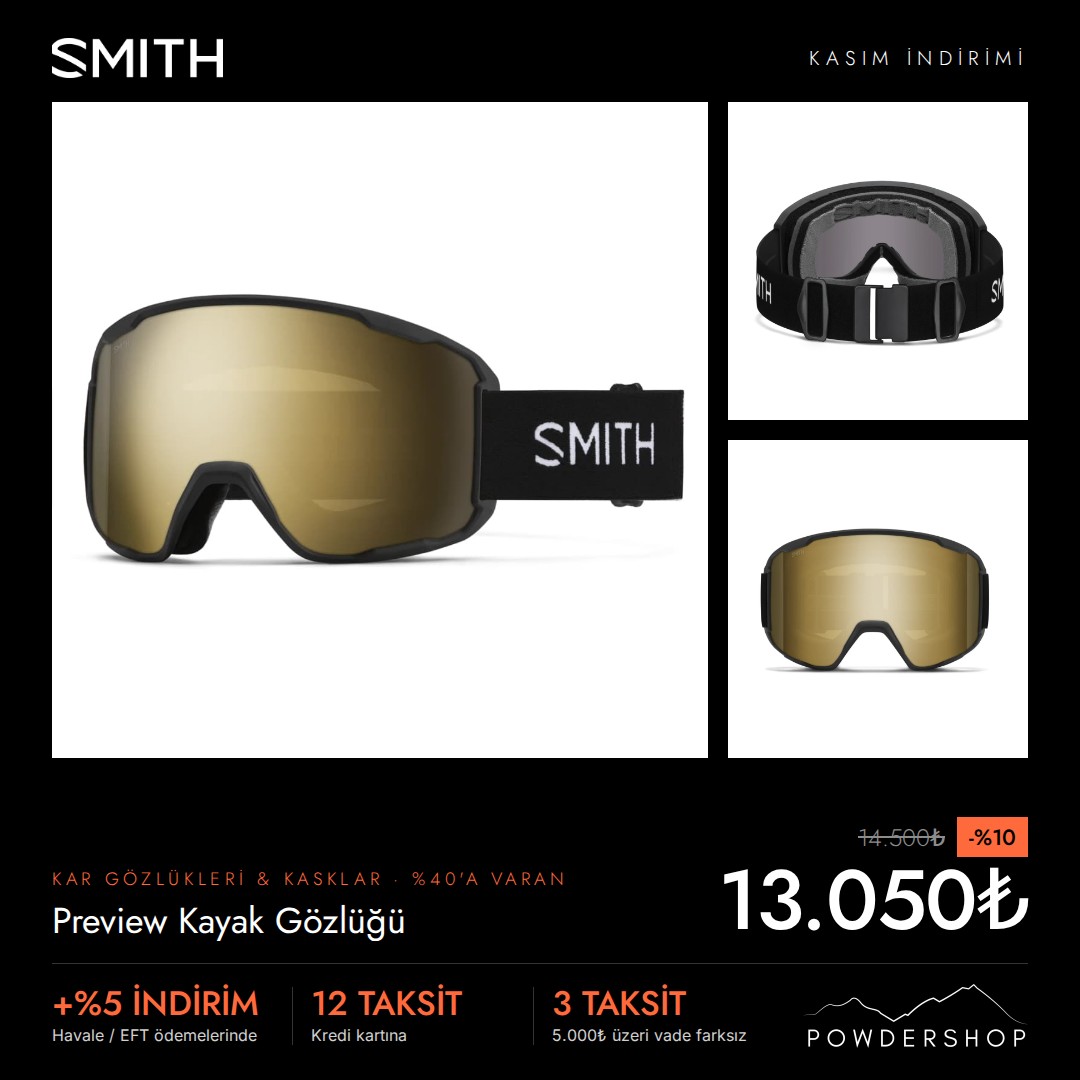 SMITH
KASIM İNDİRİMİ
SMITH
SMITH
14.500₺
-%10
KAR GÖZLÜKLERİ & KASKLAR · %40'A VARAN
13.050₺
Preview Kayak Gözlüğü
+%5 İNDİRİM
Havale / EFT ödemelerinde
12 TAKSİT
Kredi kartına
3 TAKSİT
5.000₺ üzeri vade farksız
POWDERSHOP